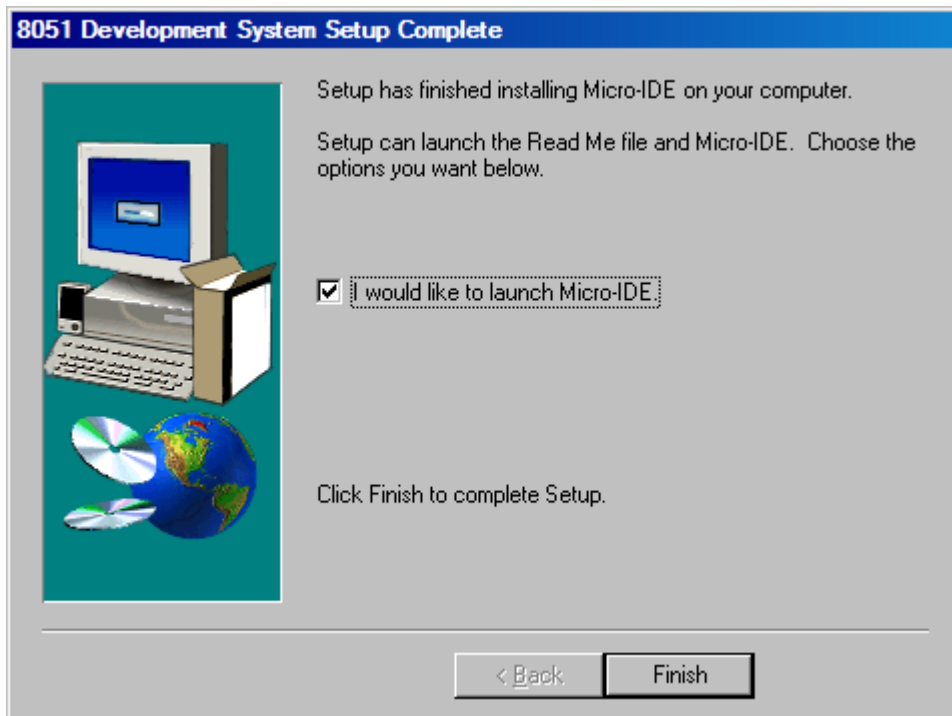 8051 Development System Setup Complete
Setup has finished installing Micro-IDE on your computer.
Setup can launch the Read Me file and Micro-IDE.  Choose the
options you want below.
I would like to launch Micro-IDE.
Click Finish to complete Setup.
< Back
Finish